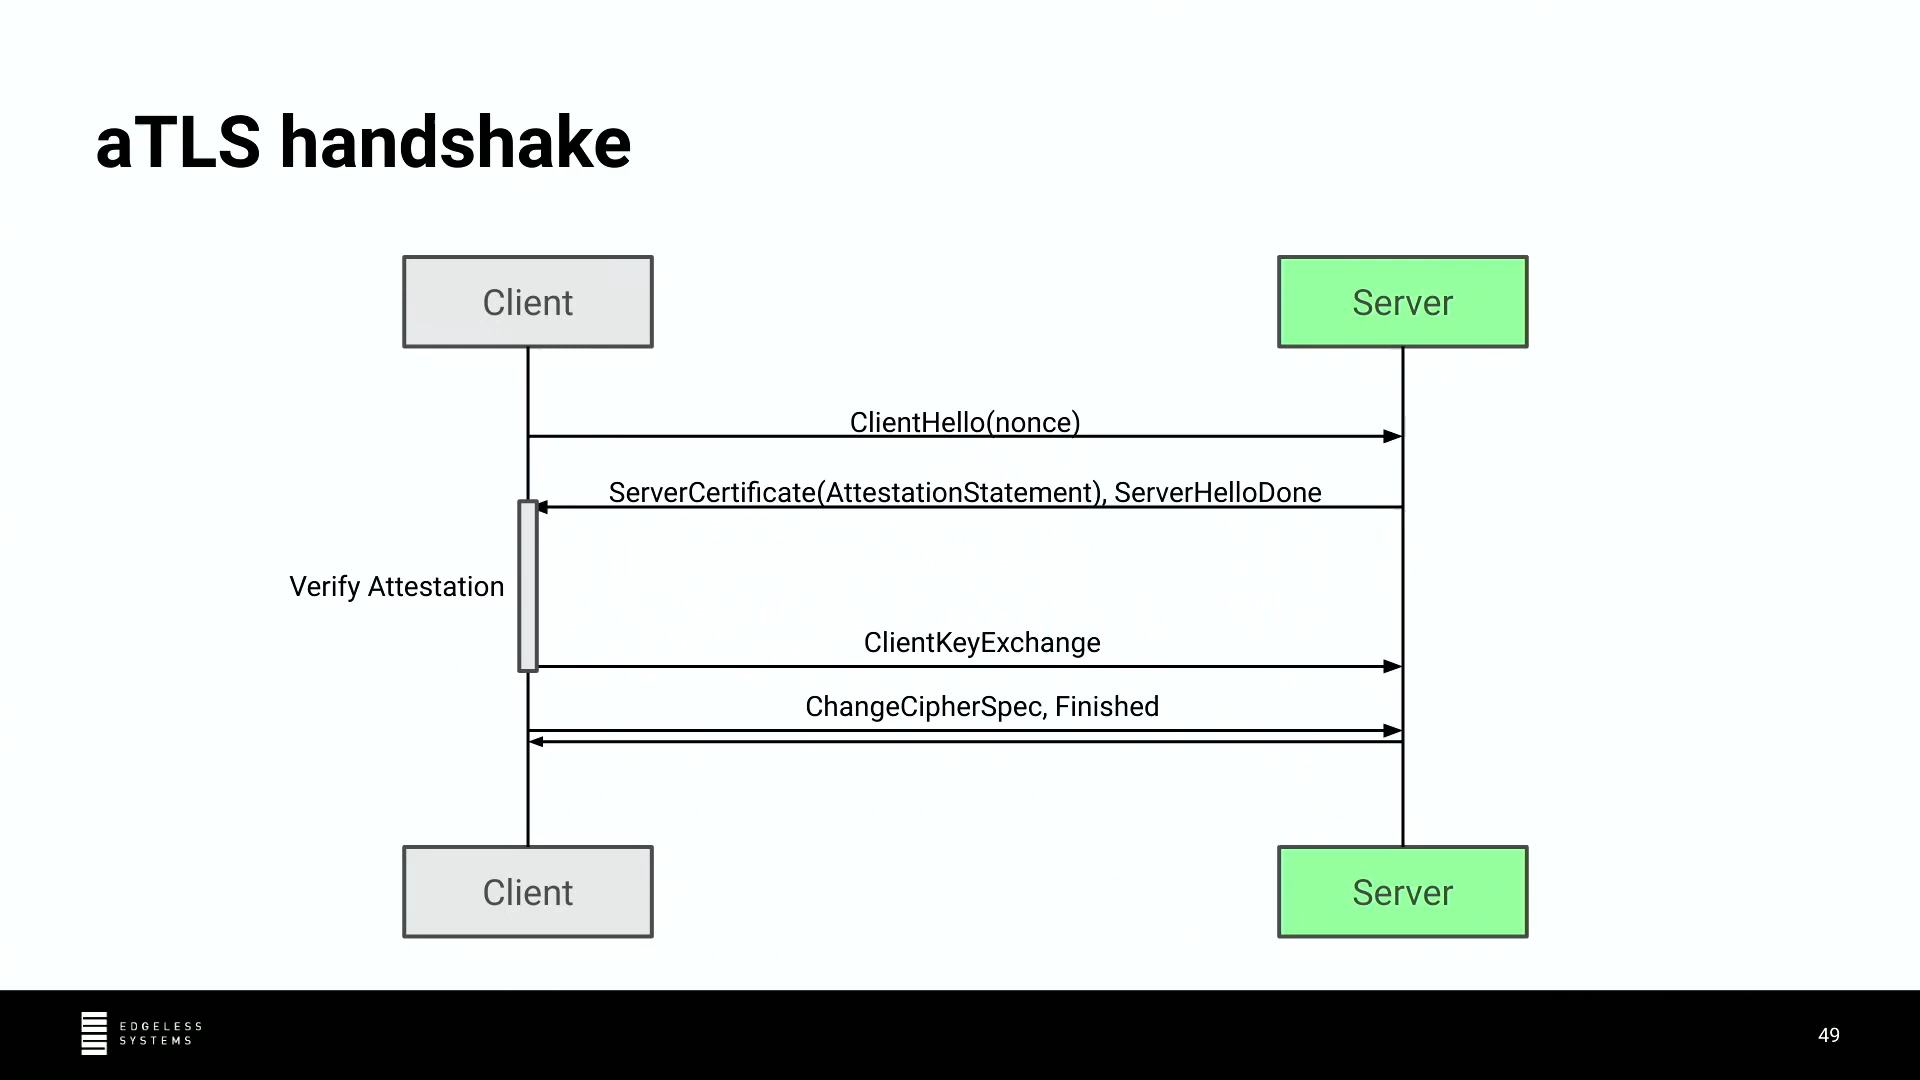 aTLS handshake
Client
Server
ClientHello(nonce)
ServerCertificate(AttestationStatement), ServerHelloDone
Verify Attestation
ClientKeyExchange
ChangeCipherSpec, Finished
Client
Server
EDGELESS
SYSTEMS
49